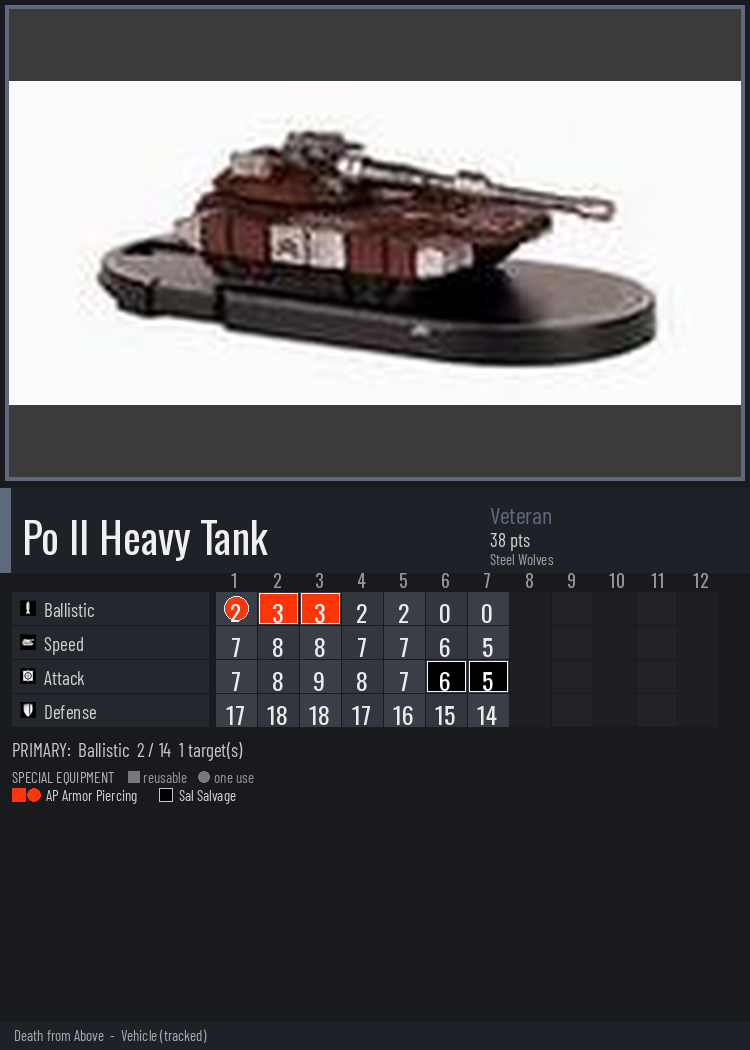 Po II Heavy Tank
Veteran
38 pts
Steel Wolves
1 2 3 4 5 6 7 8 9 10 11 12
Ballistic 2 3 3 2 2 0 0
Speed 7 8 8 7 7 6 5
Attack 7 8 9 8 7 6 5
Defense 17 18 18 17 16 15 14
PRIMARY: Ballistic 2 / 14 1 target(s)
SPECIAL EQUIPMENT reusable one use
AP Armor Piercing Sal Salvage
Death from Above - Vehicle (tracked)